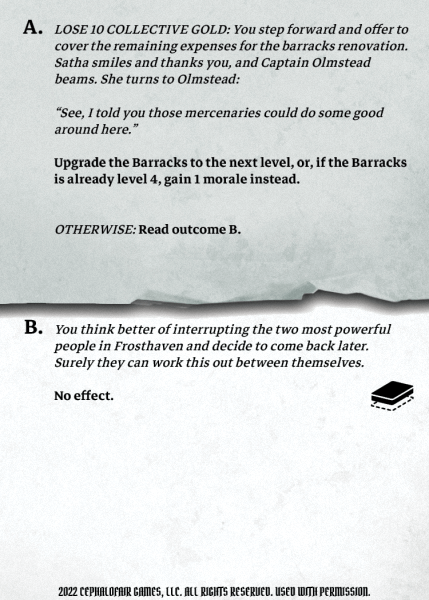 A. LOSE 10 COLLECTIVE GOLD: You step forward and offer to
cover the remaining expenses for the barracks renovation.
Satha smiles and thanks you, and Captain Olmstead
beams. She turns to Olmstead:
“See, I told you those mercenaries could do some good
around here.”
Upgrade the Barracks to the next level, or, if the Barracks
is already level 4, gain 1 morale instead.
OTHERWISE: Read outcome B.
B. You think better of interrupting the two most powerful
people in Frosthaven and decide to come back later.
Surely they can work this out between themselves.
No effect.
2022 CEPHALOFAIR GAMES, LLC. ALL RIGHTS RESERVED. USED WITH PERMISSION.